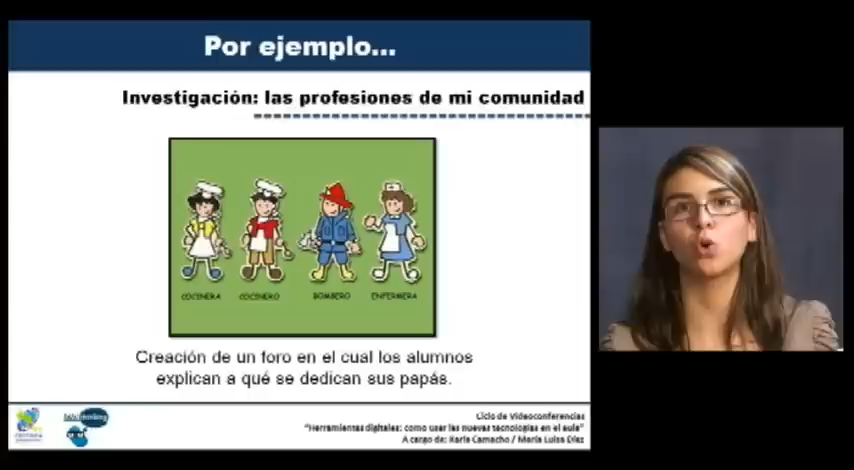 Por ejemplo...
Investigación: las profesiones de mi comunidad
COCINERA COCINERO BOMBERO ENFERMERA
Creación de un foro en el cual los alumnos
explican a qué se dedican sus papás.
Ciclo de Videoconferencias
"Herramientas digitales: como usar las nuevas tecnologías en el aula"
A cargo de: Karla Camacho / María Luisa Díaz